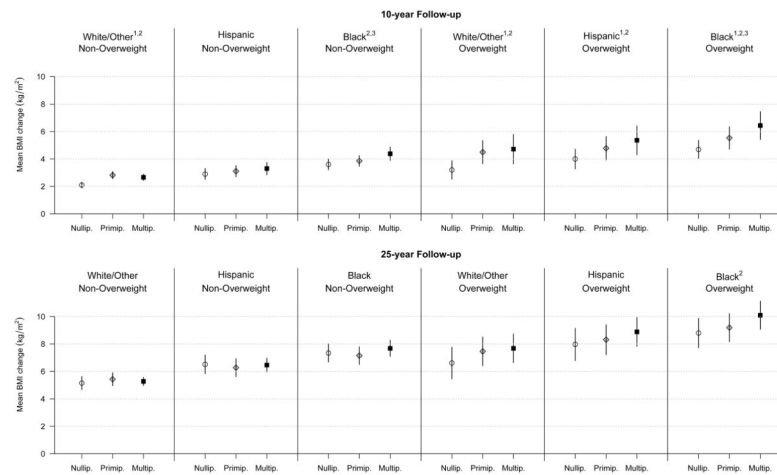 10-year Follow-up
White/Other1,2 Hispanic Black2,3 White/Other1,2 Hispanic1,2 Black1,2,3
Non-Overweight Non-Overweight Non-Overweight Overweight Overweight Overweight
Mean BMI change (kg/m2)
10
8
6
4
2
0
Nullip. Primip. Multip. Nullip. Primip. Multip. Nullip. Primip. Multip. Nullip. Primip. Multip. Nullip. Primip. Multip. Nullip. Primip. Multip.
25-year Follow-up
White/Other Hispanic Black White/Other Hispanic Black2
Non-Overweight Non-Overweight Non-Overweight Overweight Overweight Overweight
Mean BMI change (kg/m2)
10
8
6
4
2
0
Nullip. Primip. Multip. Nullip. Primip. Multip. Nullip. Primip. Multip. Nullip. Primip. Multip. Nullip. Primip. Multip. Nullip. Primip. Multip.